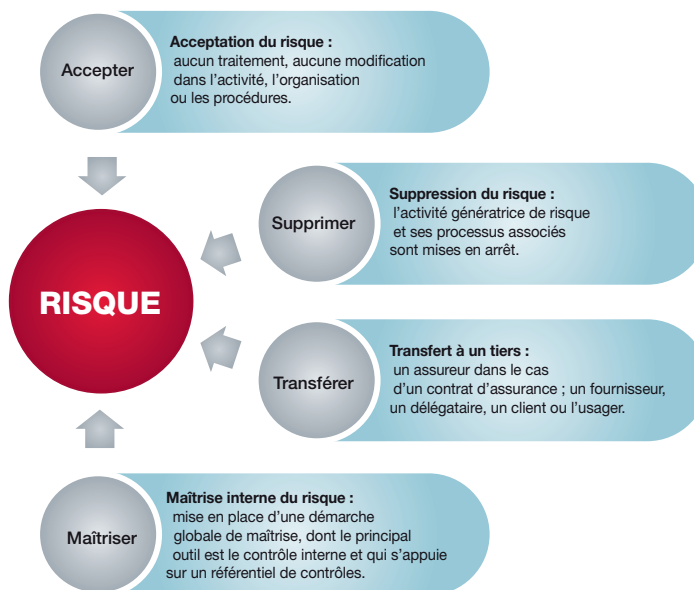 Accepter
Acceptation du risque :
aucun traitement, aucune modification
dans l'activité, l'organisation
ou les procédures.
RISQUE
Supprimer
Suppression du risque :
l'activité génératrice de risque
et ses processus associés
sont mises en arrêt.
Transférer
Transfert à un tiers :
un assureur dans le cas
d'un contrat d'assurance ; un fournisseur,
un délégataire, un client ou l'usager.
Maîtriser
Maîtrise interne du risque :
mise en place d'une démarche
globale de maîtrise, dont le principal
outil est le contrôle interne et qui s'appuie
sur un référentiel de contrôles.